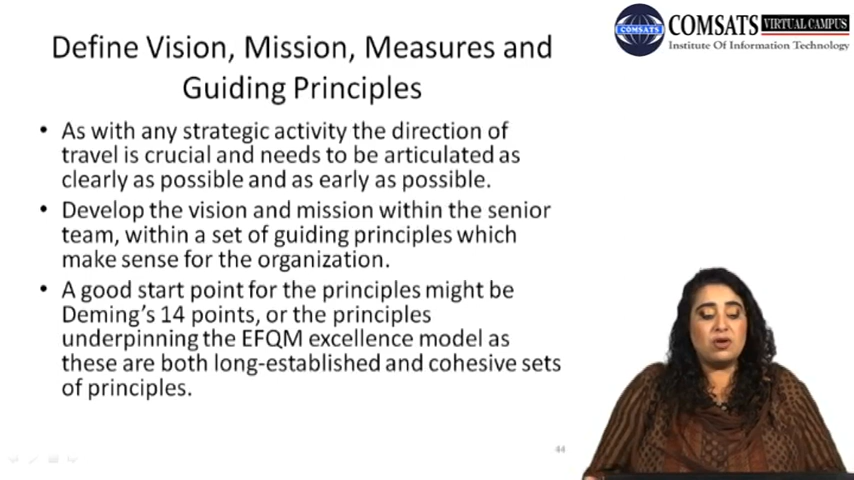 COMSATS VIRTUAL CAMPUS
COMSATS
Institute Of Information Technology
Define Vision, Mission, Measures and
Guiding Principles
• As with any strategic activity the direction of
travel is crucial and needs to be articulated as
clearly as possible and as early as possible.
• Develop the vision and mission within the senior
team, within a set of guiding principles which
make sense for the organization.
• A good start point for the principles might be
Deming's 14 points, or the principles
underpinning the EFQM excellence model as
these are both long-established and cohesive sets
of principles.
44